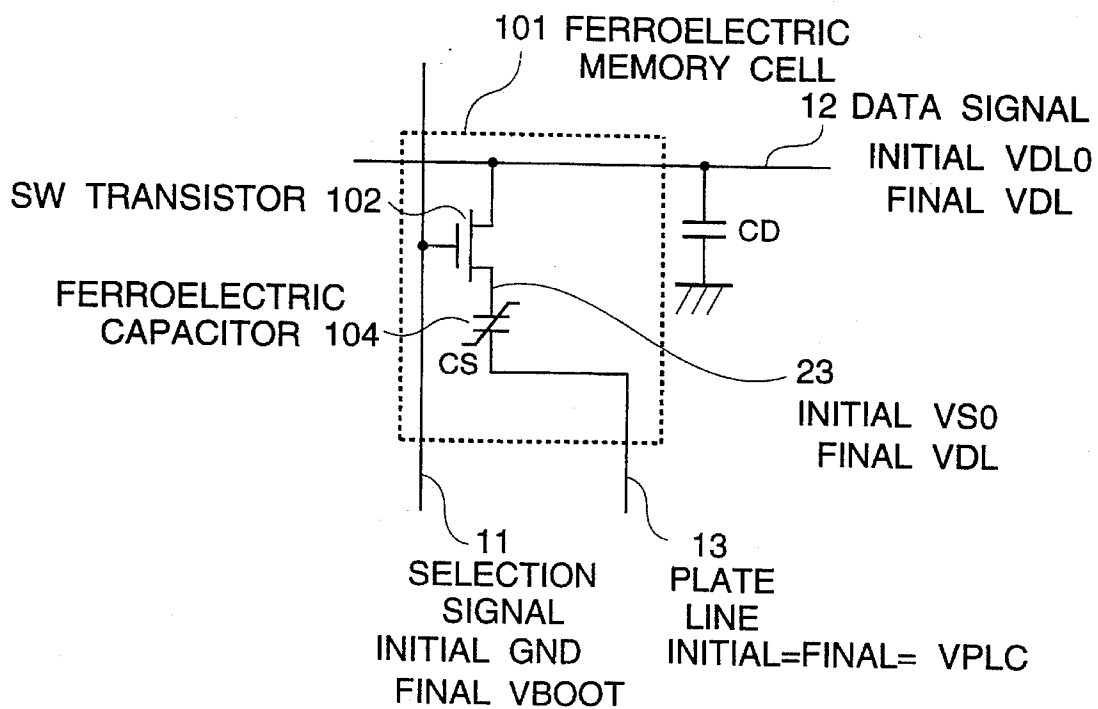 101 FERROELECTRIC
MEMORY CELL
12 DATA SIGNAL
INITIAL VDL0
FINAL VDL
SW TRANSISTOR 102
CD
FERROELECTRIC
CAPACITOR 104
CS
23
INITIAL VS0
FINAL VDL
11
SELECTION
SIGNAL
INITIAL GND
FINAL VBOOT
13
PLATE
LINE
INITIAL=FINAL= VPLC